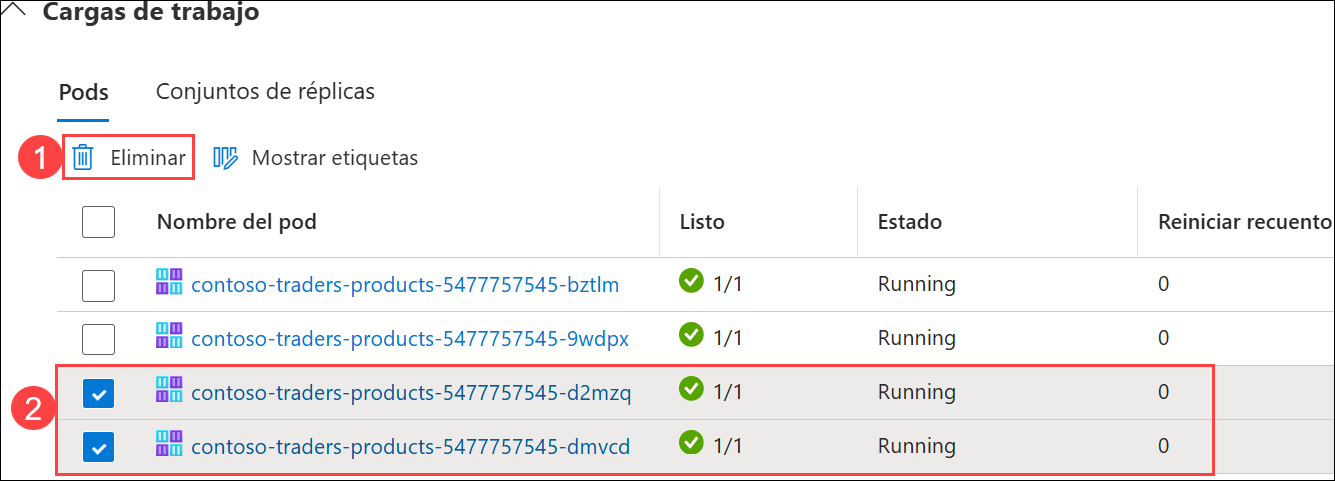 Cargas de trabajo
Pods Conjuntos de réplicas
1 Eliminar Mostrar etiquetas
Nombre del pod Listo Estado Reiniciar recuento
contoso-traders-products-5477757545-bztlm 1/1 Running 0
contoso-traders-products-5477757545-9wdpx 1/1 Running 0
2 contoso-traders-products-5477757545-d2mzq 1/1 Running 0
contoso-traders-products-5477757545-dmvcd 1/1 Running 0